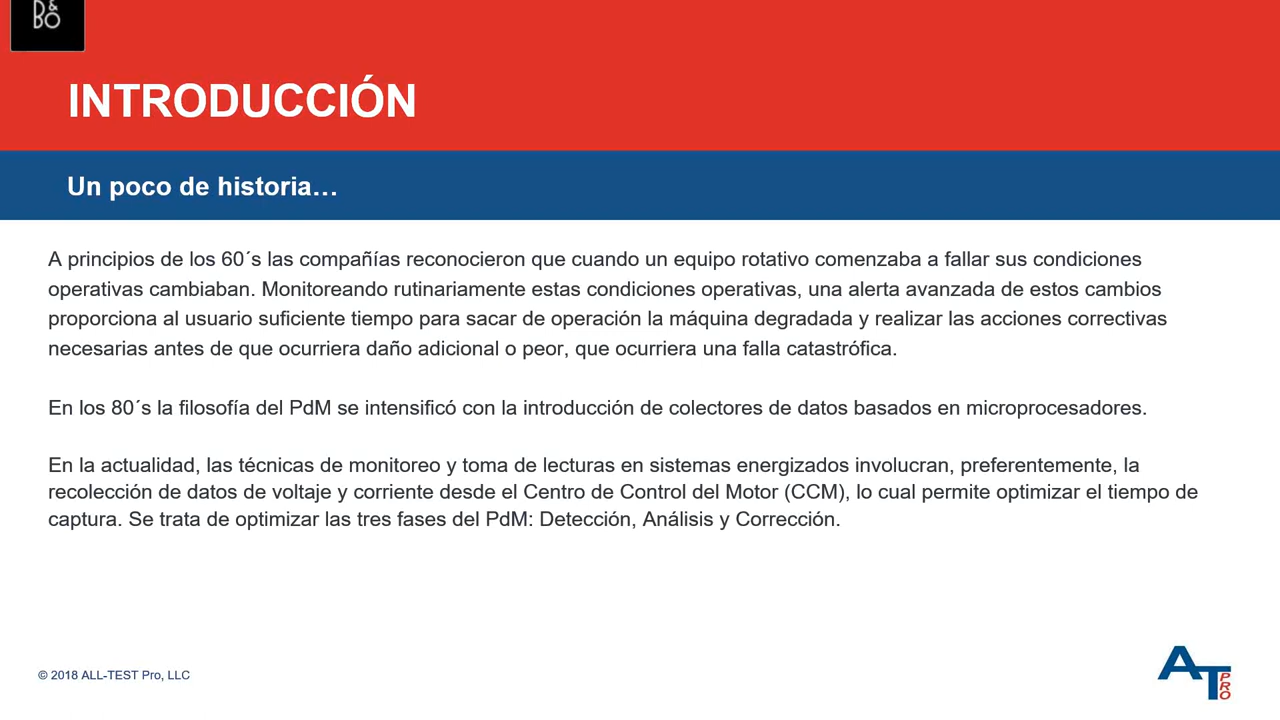 D&
BO
INTRODUCCIÓN
Un poco de historia…
A principios de los 60´s las compañías reconocieron que cuando un equipo rotativo comenzaba a fallar sus condiciones
operativas cambiaban. Monitoreando rutinariamente estas condiciones operativas, una alerta avanzada de estos cambios
proporciona al usuario suficiente tiempo para sacar de operación la máquina degradada y realizar las acciones correctivas
necesarias antes de que ocurriera daño adicional o peor, que ocurriera una falla catastrófica.
En los 80´s la filosofía del PdM se intensificó con la introducción de colectores de datos basados en microprocesadores.
En la actualidad, las técnicas de monitoreo y toma de lecturas en sistemas energizados involucran, preferentemente, la
recolección de datos de voltaje y corriente desde el Centro de Control del Motor (CCM), lo cual permite optimizar el tiempo de
captura. Se trata de optimizar las tres fases del PdM: Detección, Análisis y Corrección.
© 2018 ALL-TEST Pro, LLC
AT PRO